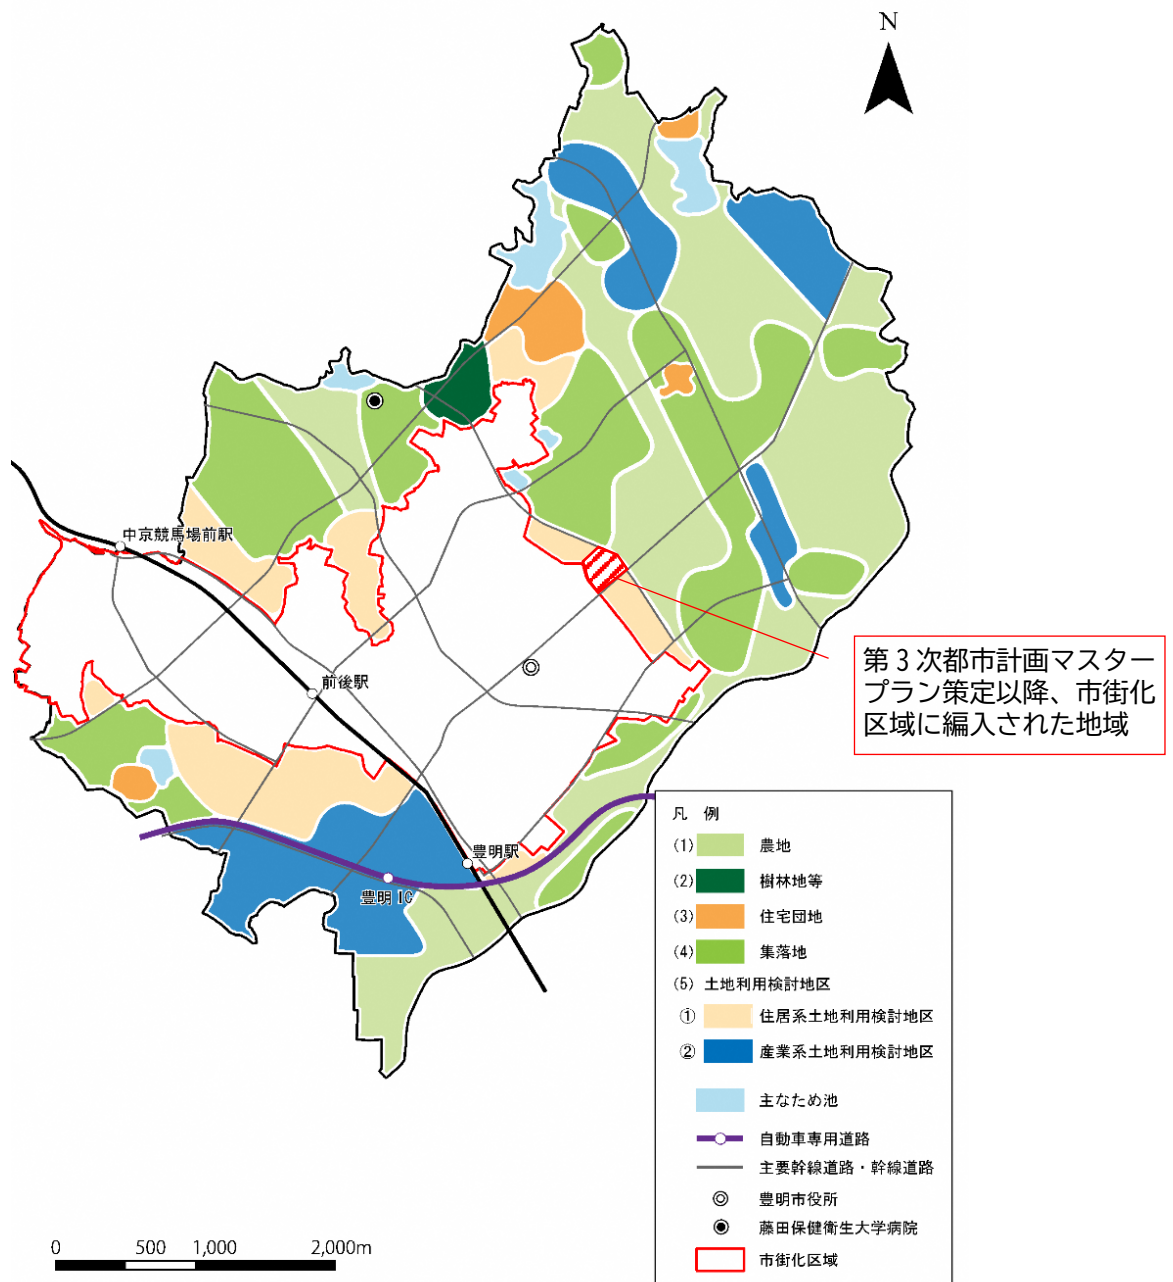 N
中京競馬場前駅
前後駅
第3次都市計画マスター
プラン策定以降、市街化
区域に編入された地域
豊明駅
豊明IC
凡 例
(1) 農地
(2) 樹林地等
(3) 住宅団地
(4) 集落地
(5) 土地利用検討地区
① 住居系土地利用検討地区
② 産業系土地利用検討地区
主なため池
自動車専用道路
主要幹線道路・幹線道路
豊明市役所
藤田保健衛生大学病院
市街化区域
0 500 1,000 2,000m